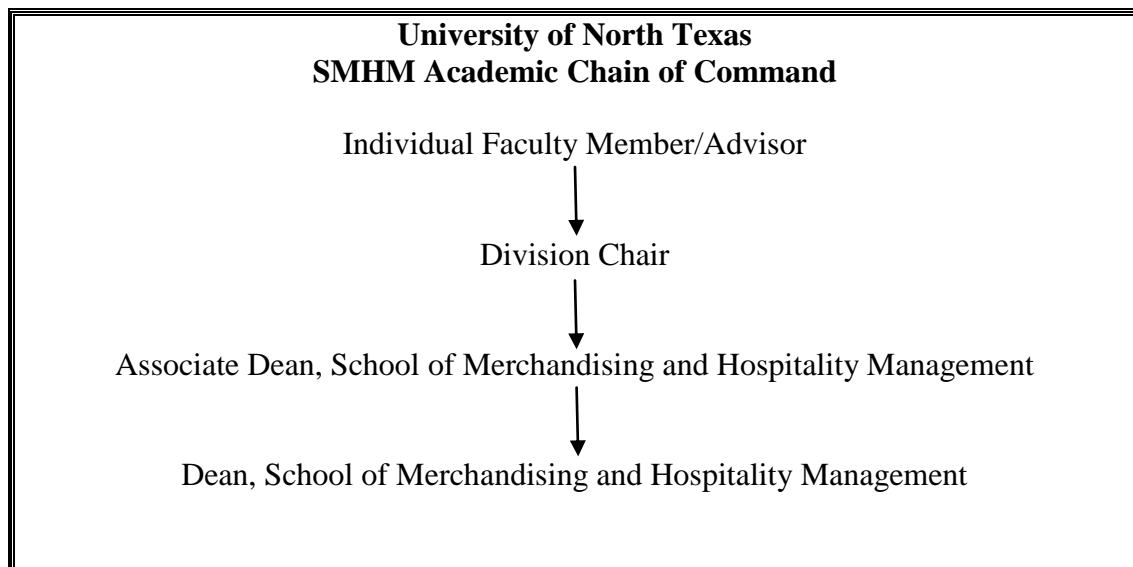 University of North Texas
SMHM Academic Chain of Command
Individual Faculty Member/Advisor
Division Chair
Associate Dean, School of Merchandising and Hospitality Management
Dean, School of Merchandising and Hospitality Management